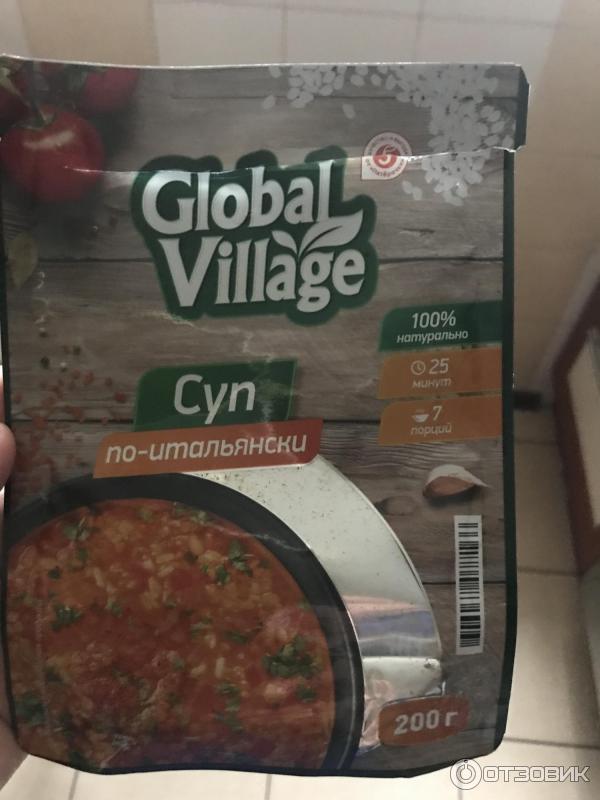 Global
Village
100%
натурально
25
минут
7
порций
Суп
по-итальянски
200 г
ОТЗОВИК